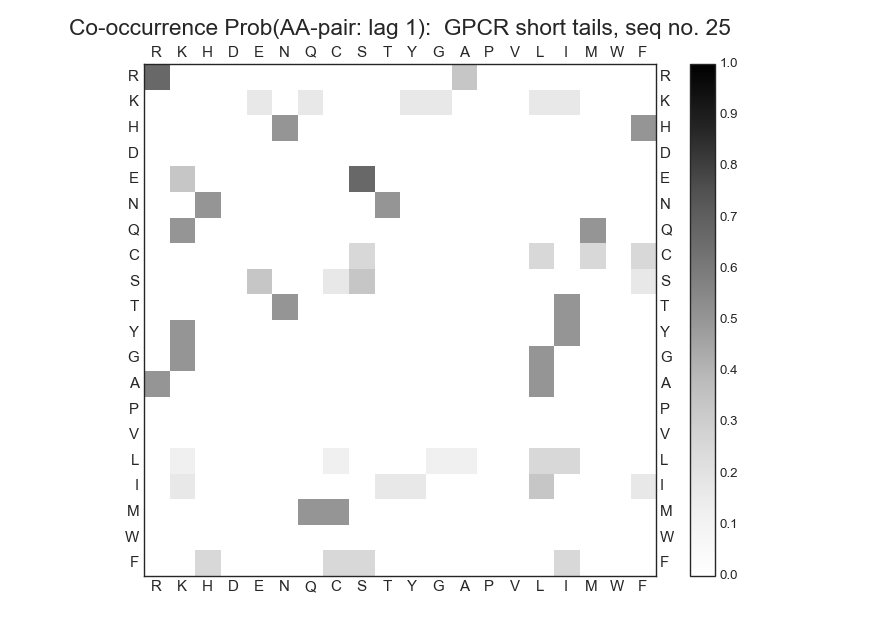 Co-occurrence Prob(AA-pair: lag 1):  GPCR short tails, seq no. 25
R K H D E N Q C S T Y G A P V L I M W F
R R 1.0
K K
H H 0.9
D D
E E 0.8
N N 0.7
Q Q
C C 0.6
S S
T T 0.5
Y Y
G G 0.4
A A
P P 0.3
V V
L L 0.2
I I
M M 0.1
W W
F F 0.0
R K H D E N Q C S T Y G A P V L I M W F